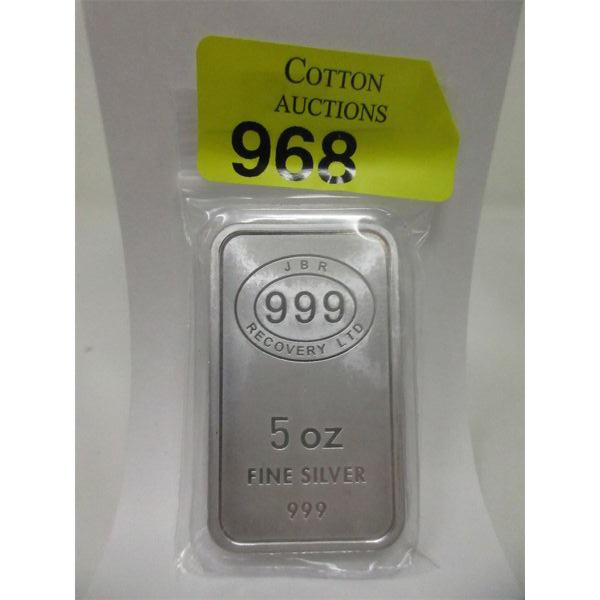 COTTON
AUCTIONS
968
JBR
999
RECOVERY LTD
5 oz
FINE SILVER
999